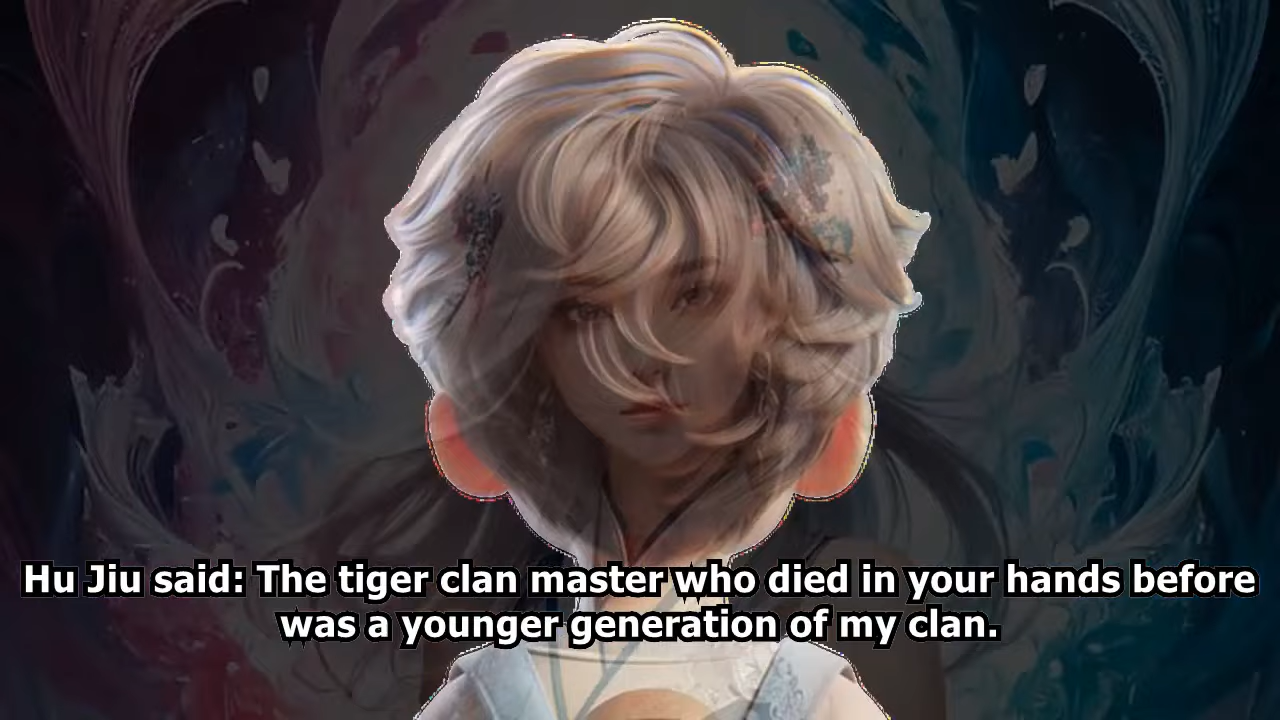 Hu Jiu said: The tiger clan master who died in your hands before
was a younger generation of my clan.